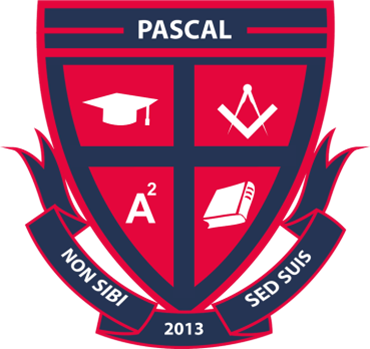 PASCAL
A²
NON SIBI
SED SUIS
2013